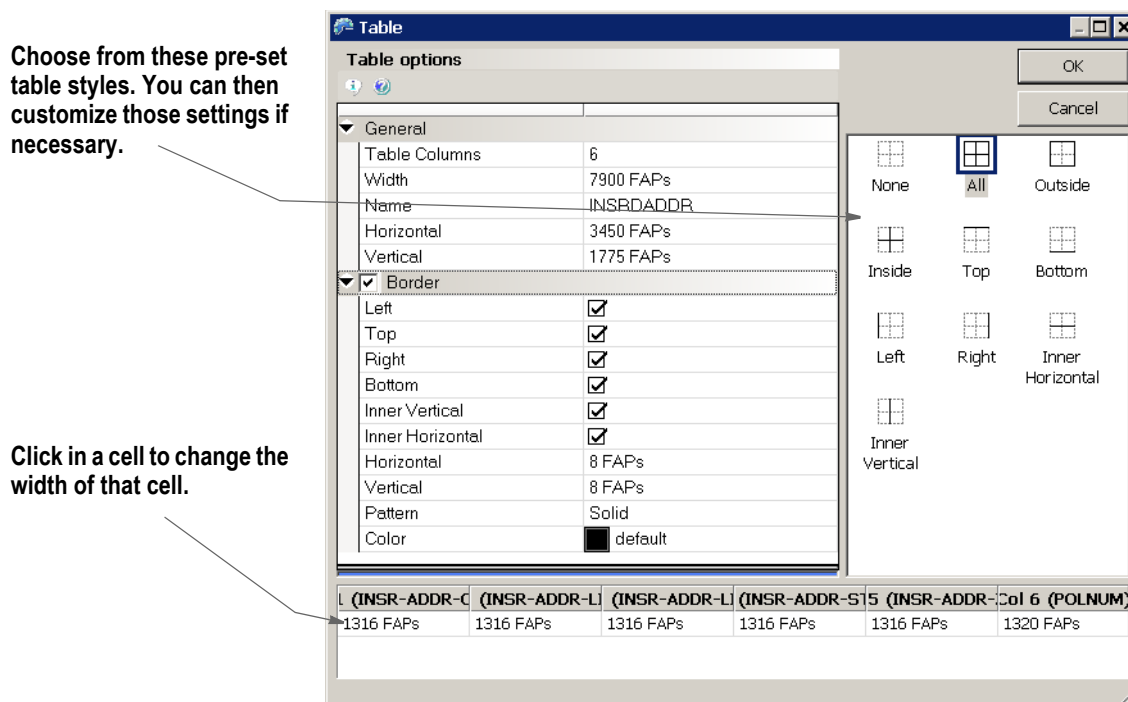 Choose from these pre-set
table styles. You can then
customize those settings if
necessary.
Click in a cell to change the
width of that cell.
Table
Table options
General
Table Columns 6
Width 7900 FAPs
Name INSRDADDR
Horizontal 3450 FAPs
Vertical 1775 FAPs
Border
Left
Top
Right
Bottom
Inner Vertical
Inner Horizontal
Horizontal 8 FAPs
Vertical 8 FAPs
Pattern Solid
Color default
OK
Cancel
None All Outside
Inside Top Bottom
Left Right Inner
Horizontal
Inner
Vertical
(INSR-ADDR-C (INSR-ADDR-LI (INSR-ADDR-LI (INSR-ADDR-ST 5 (INSR-ADDR- Col 6 (POLNUM)
1316 FAPs 1316 FAPs 1316 FAPs 1316 FAPs 1316 FAPs 1320 FAPs